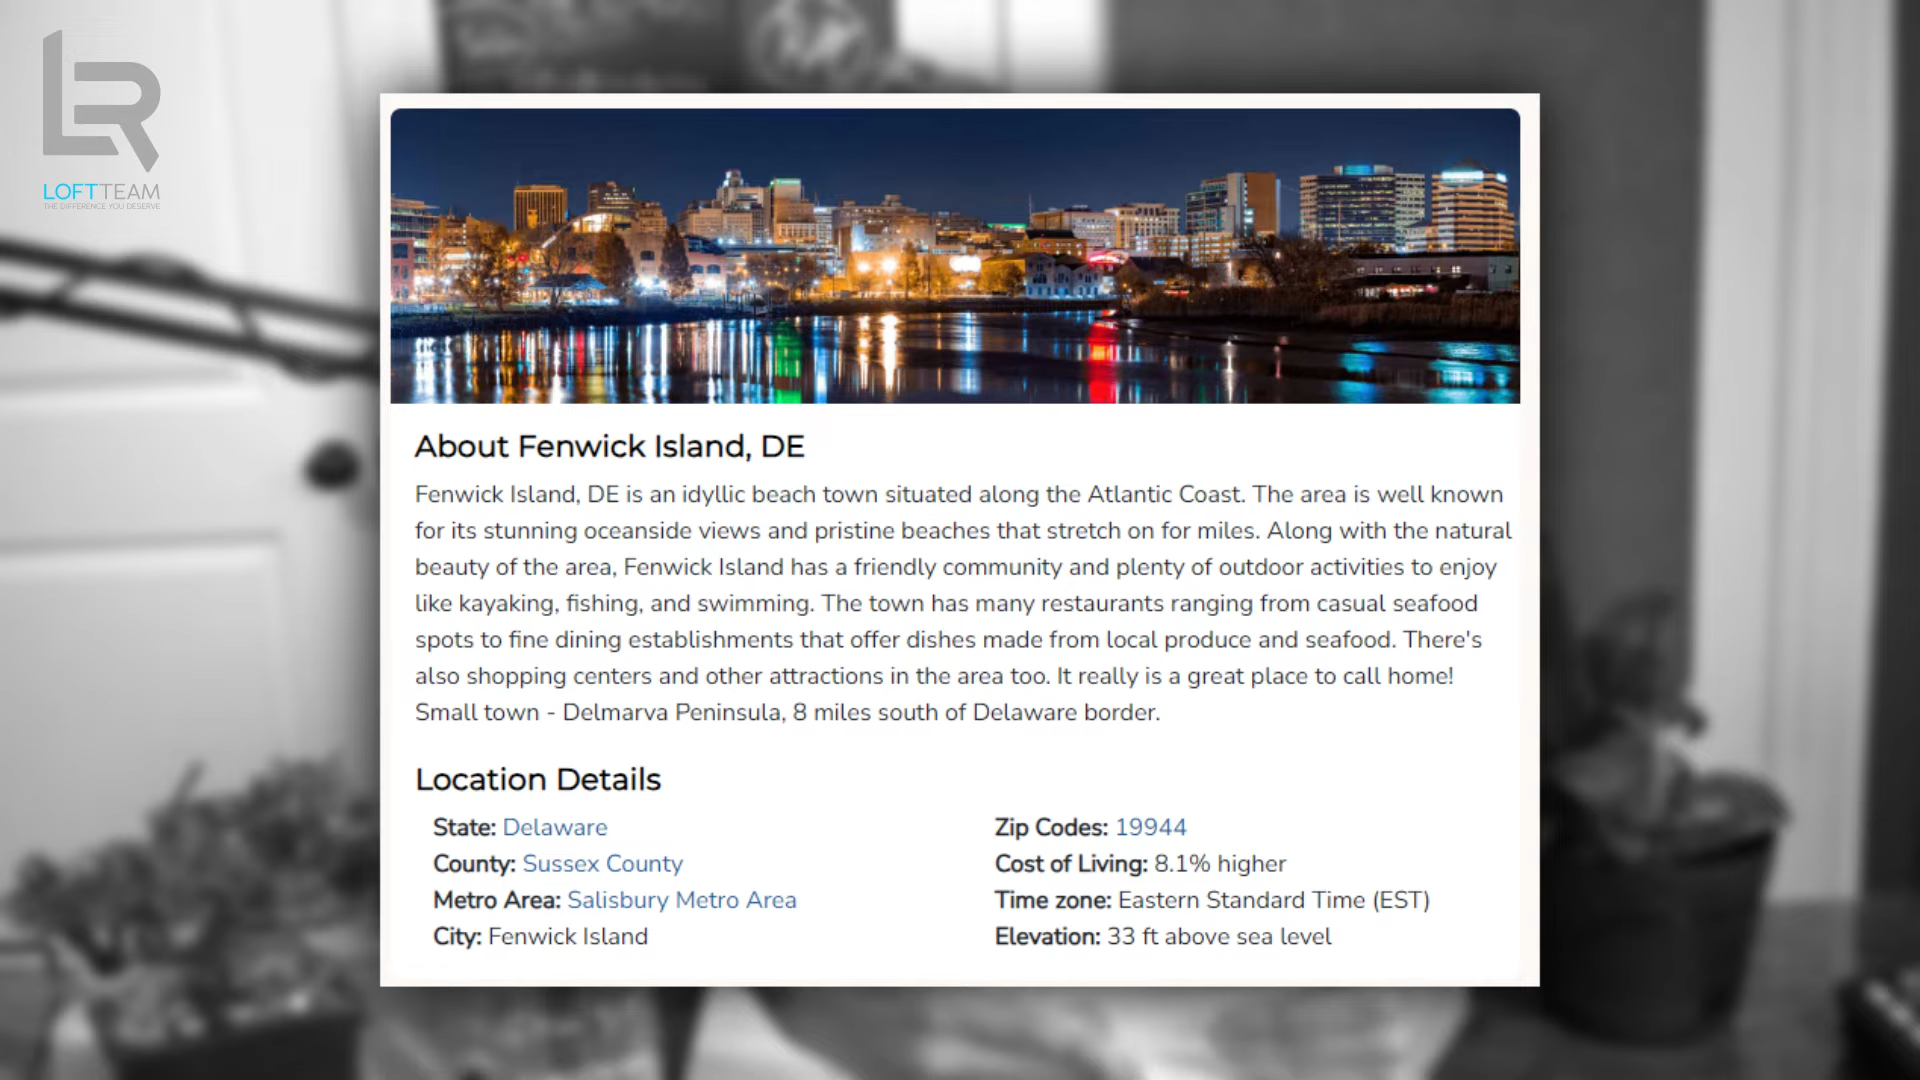 LOFTTEAM
THE DIFFERENCE YOU DESERVE
About Fenwick Island, DE
Fenwick Island, DE is an idyllic beach town situated along the Atlantic Coast. The area is well known
for its stunning oceanside views and pristine beaches that stretch on for miles. Along with the natural
beauty of the area, Fenwick Island has a friendly community and plenty of outdoor activities to enjoy
like kayaking, fishing, and swimming. The town has many restaurants ranging from casual seafood
spots to fine dining establishments that offer dishes made from local produce and seafood. There's
also shopping centers and other attractions in the area too. It really is a great place to call home!
Small town - Delmarva Peninsula, 8 miles south of Delaware border.
Location Details
State: Delaware
County: Sussex County
Metro Area: Salisbury Metro Area
City: Fenwick Island
Zip Codes: 19944
Cost of Living: 8.1% higher
Time zone: Eastern Standard Time (EST)
Elevation: 33 ft above sea level